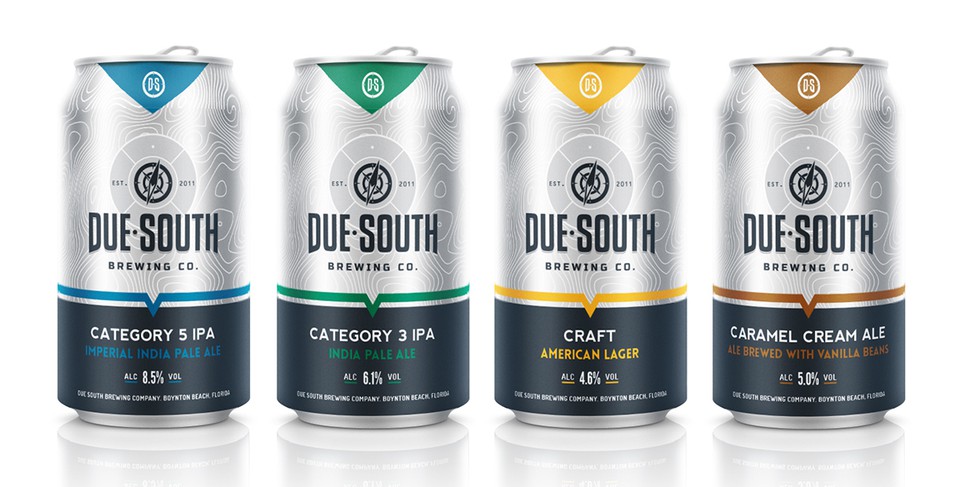 DS
EST. 2011
DUE·SOUTH
BREWING CO.
CATEGORY 5 IPA
IMPERIAL INDIA PALE ALE
ALC 8.5% VOL
DUE SOUTH BREWING COMPANY, BOYNTON BEACH, FLORIDA
DS
EST. 2011
DUE·SOUTH
BREWING CO.
CATEGORY 3 IPA
INDIA PALE ALE
ALC 6.1% VOL
DUE SOUTH BREWING COMPANY, BOYNTON BEACH, FLORIDA
DS
EST. 2011
DUE·SOUTH
BREWING CO.
CRAFT
AMERICAN LAGER
ALC 4.6% VOL
DUE SOUTH BREWING COMPANY, BOYNTON BEACH, FLORIDA
DS
EST. 2011
DUE·SOUTH
BREWING CO.
CARAMEL CREAM ALE
ALE BREWED WITH VANILLA BEANS
ALC 5.0% VOL
DUE SOUTH BREWING COMPANY, BOYNTON BEACH, FLORIDA